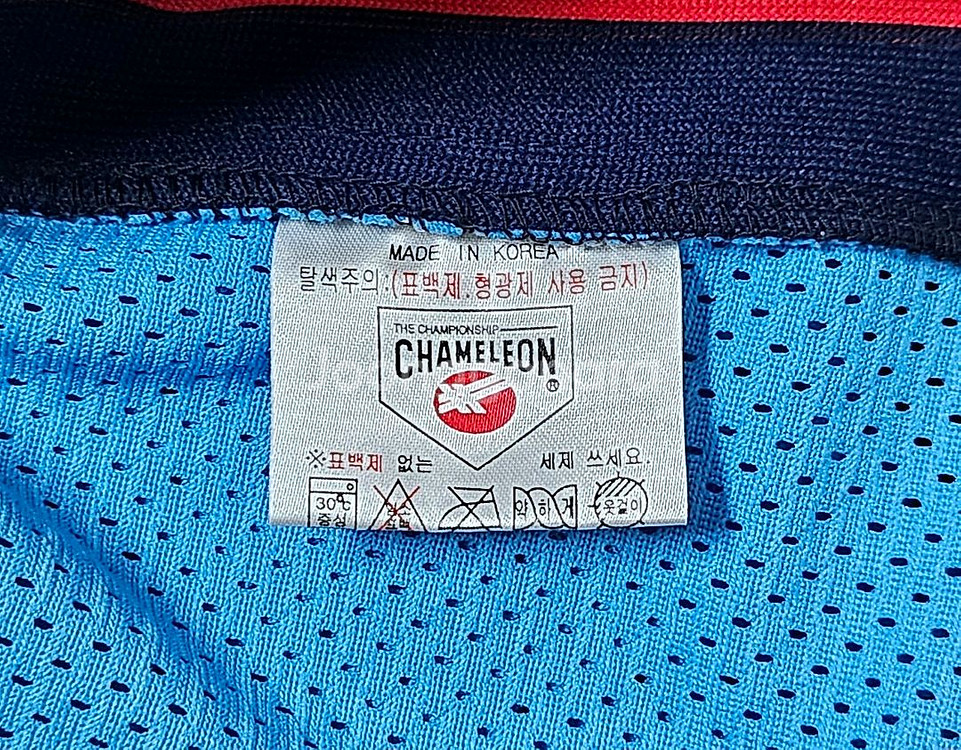 MADE IN KOREA
탈색주의:(표백제.형광제 사용 금지)
THE CHAMPIONSHIP
CHAMELEON
®
※표백제 없는 세제 쓰세요.
30℃
중성
약하게
옷걸이